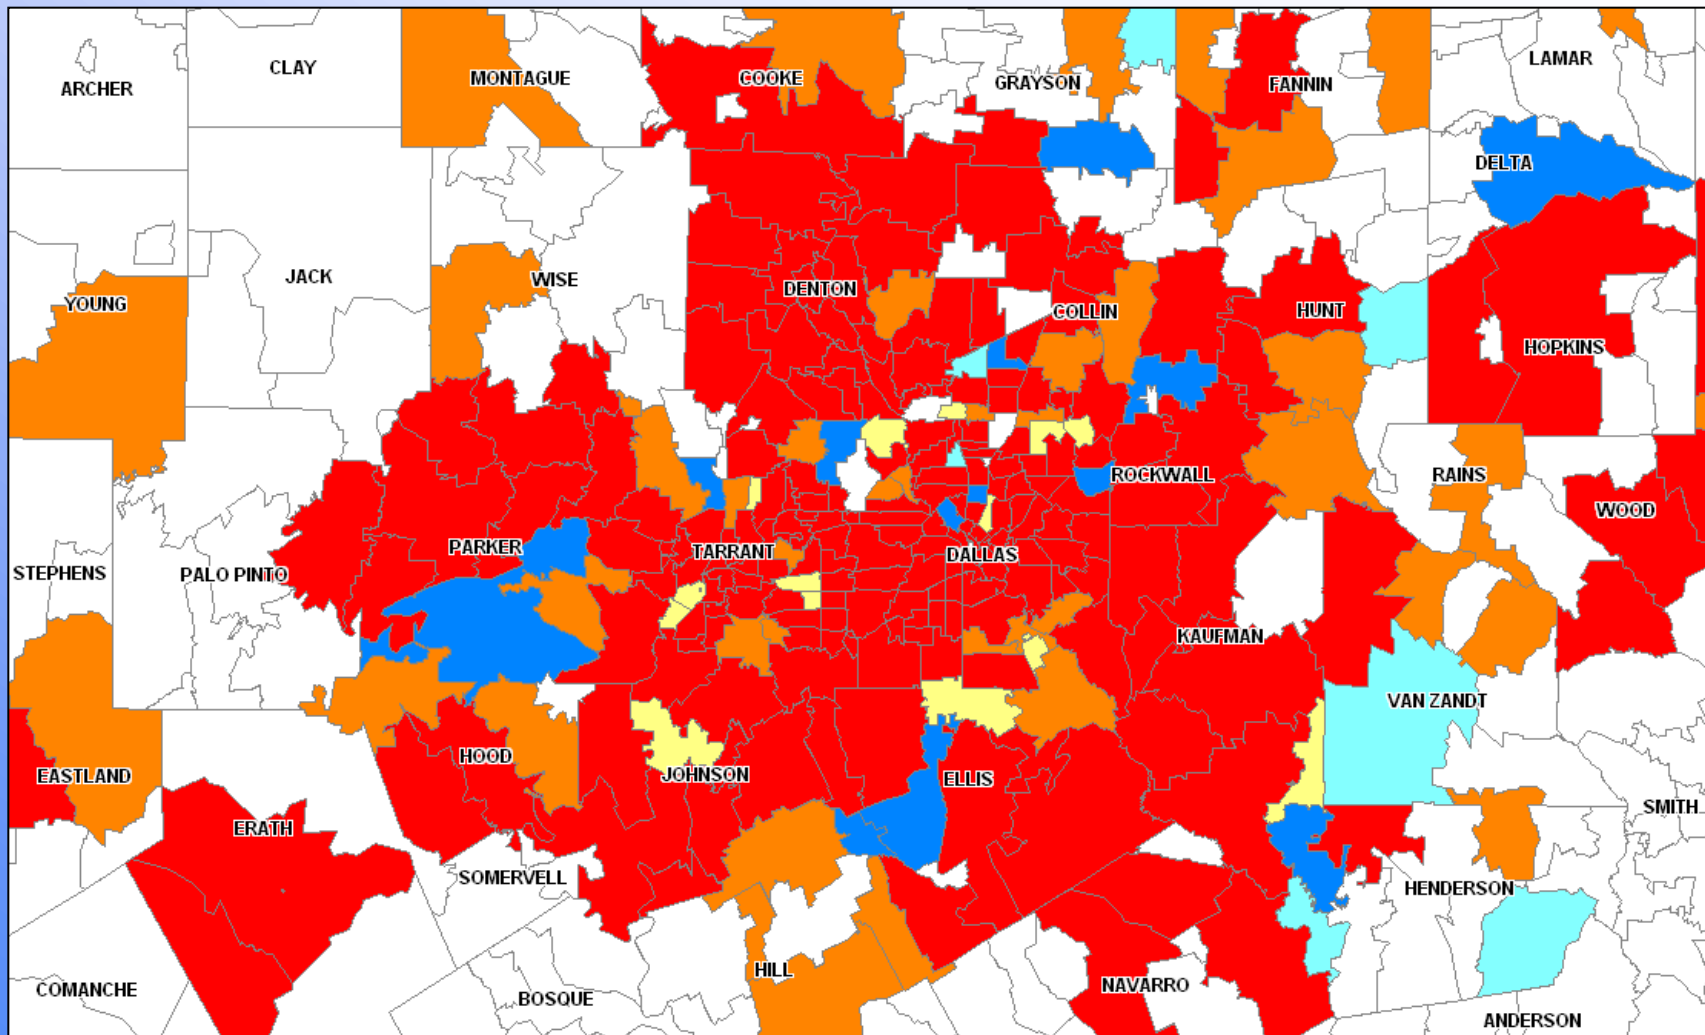 LAMAR
CLAY
MONTAGUE
COOKE
GRAYSON
FANNIN
ARCHER
DELTA
JACK
WISE
DENTON
YOUNG
COLLIN
HUNT
HOPKINS
ROCKWALL
RAINS
WOOD
PARKER
TARRANT
DALLAS
STEPHENS
PALO PINTO
KAUFMAN
VAN ZANDT
HOOD
EASTLAND
JOHNSON
ELLIS
SMITH
ERATH
SOMERVELL
HENDERSON
HILL
COMANCHE
BOSQUE
NAVARRO
ANDERSON